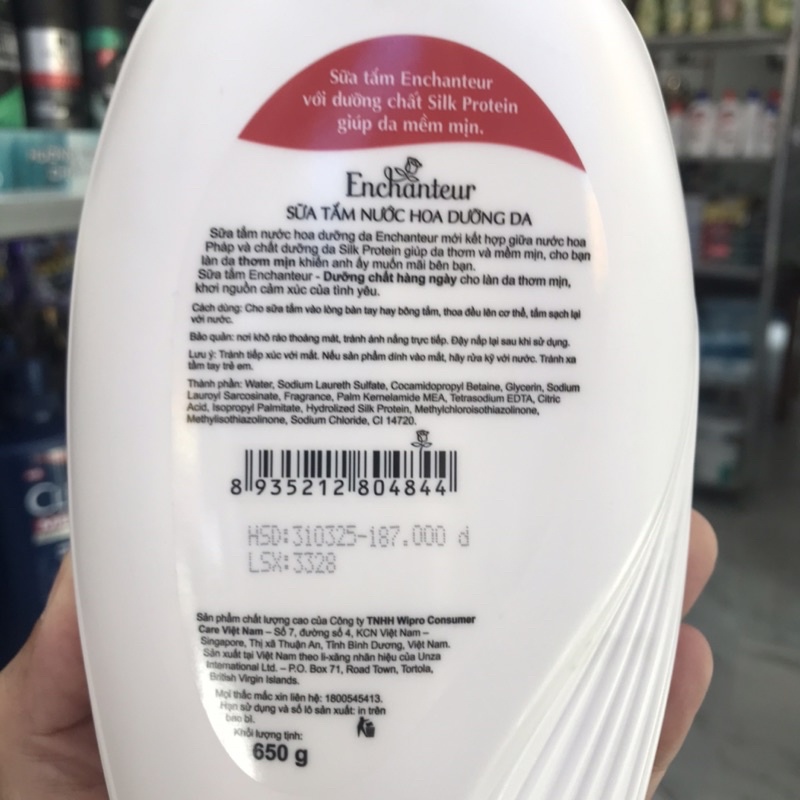 Sữa tắm Enchanteur
với dưỡng chất Silk Protein
giúp da mềm mịn.
Enchanteur
SỮA TẮM NƯỚC HOA DƯỠNG DA
Sữa tắm nước hoa dưỡng da Enchanteur mới kết hợp giữa nước hoa
Pháp và chất dưỡng da Silk Protein giúp da thơm và mềm mịn, cho bạn
làn da thơm mịn khiến anh ấy muốn mãi bên bạn.
Sữa tắm Enchanteur - Dưỡng chất hàng ngày cho làn da thơm mịn,
khơi nguồn cảm xúc của tình yêu.
Cách dùng: Cho sữa tắm vào lòng bàn tay hay bông tắm, thoa đều lên cơ thể, tắm sạch lại
với nước.
Bảo quản: nơi khô ráo thoáng mát, tránh ánh nắng trực tiếp. Đậy nắp lại sau khi sử dụng.
Lưu ý: Tránh tiếp xúc với mắt. Nếu sản phẩm dính vào mắt, hãy rửa kỹ với nước. Tránh xa
tầm tay trẻ em.
Thành phần: Water, Sodium Laureth Sulfate, Cocamidopropyl Betaine, Glycerin, Sodium
Lauroyl Sarcosinate, Fragrance, Palm Kernelamide MEA, Tetrasodium EDTA, Citric
Acid, Isopropyl Palmitate, Hydrolized Silk Protein, Methylchloroisothiazolinone,
Methylisothiazolinone, Sodium Chloride, CI 14720.
8 935212 804844
HSD:310325-187.000 đ
LSX:3328
Sản phẩm chất lượng cao của Công ty TNHH Wipro Consumer
Care Việt Nam – Số 7, đường số 4, KCN Việt Nam –
Singapore, Thị xã Thuận An, Tỉnh Bình Dương, Việt Nam.
Sản xuất tại Việt Nam theo li-xăng nhãn hiệu của Unza
International Ltd. – P.O. Box 71, Road Town, Tortola,
British Virgin Islands.
Mọi thắc mắc xin liên hệ: 1800545413.
Hạn sử dụng và số lô sản xuất: in trên
bao bì.
Khối lượng tịnh:
650 g